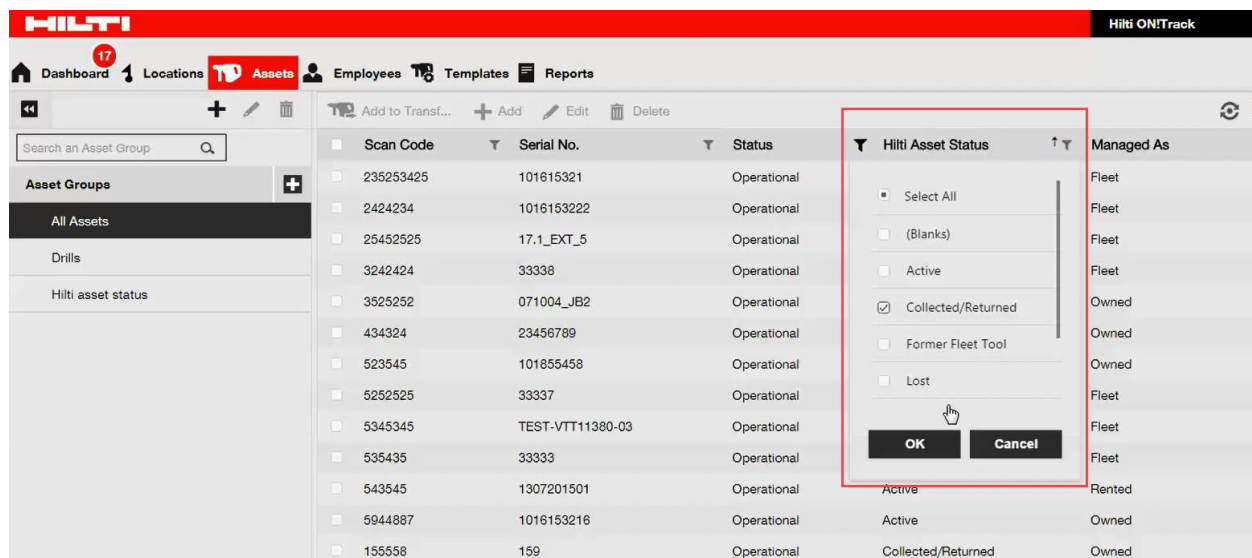 HILTI
Hilti ON!Track
17
Dashboard Locations Assets Employees Templates Reports
Add to Transf... Add Edit Delete
Search an Asset Group
Asset Groups
All Assets
Drills
Hilti asset status
Scan Code Serial No. Status Hilti Asset Status Managed As
235253425 101615321 Operational Fleet
2424234 1016153222 Operational Fleet
25452525 17.1_EXT_5 Operational Fleet
3242424 33338 Operational Fleet
3525252 071004_JB2 Operational Owned
434324 23456789 Operational Owned
523545 101855458 Operational Owned
5252525 33337 Operational Fleet
5345345 TEST-VTT11380-03 Operational Fleet
535435 33333 Operational Fleet
543545 1307201501 Operational Active Rented
5944887 1016153216 Operational Active Owned
155558 159 Operational Collected/Returned Owned
Select All
(Blanks)
Active
Collected/Returned
Former Fleet Tool
Lost
OK Cancel